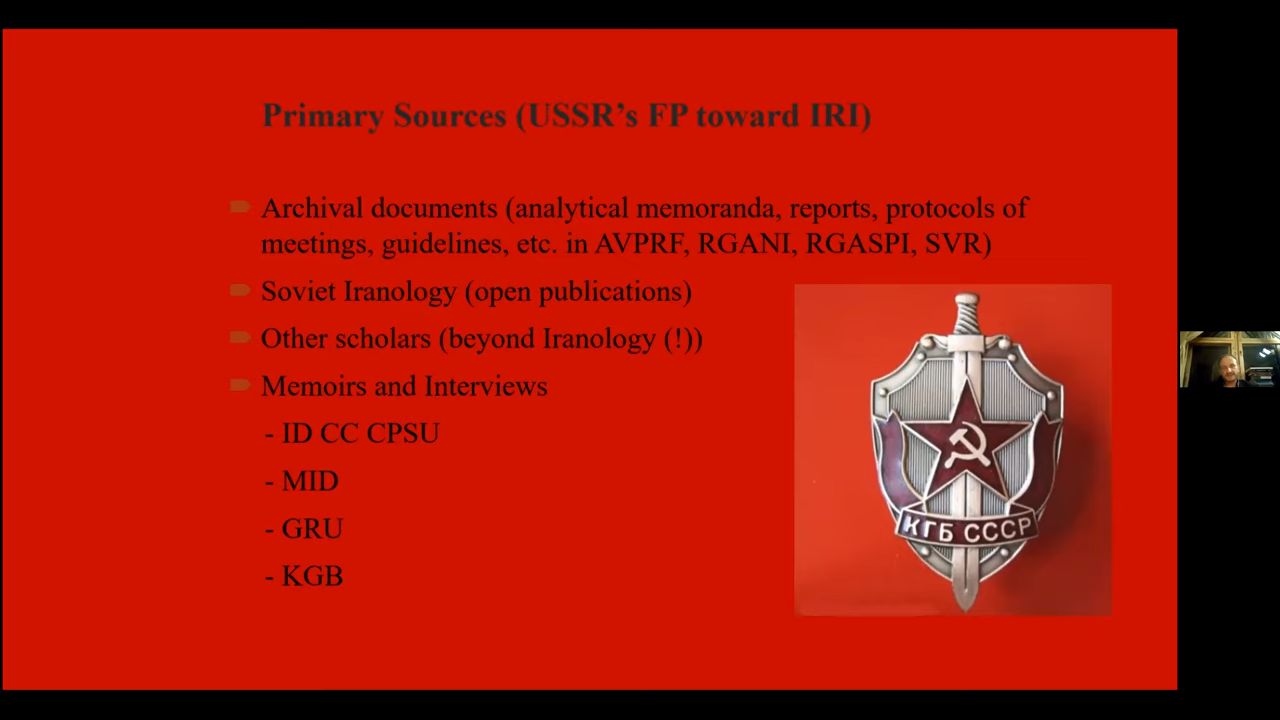 Primary Sources (USSR's FP toward IRI)
Archival documents (analytical memoranda, reports, protocols of
meetings, guidelines, etc. in AVPRF, RGANI, RGASPI, SVR)
Soviet Iranology (open publications)
Other scholars (beyond Iranology (!))
Memoirs and Interviews
- ID CC CPSU
- MID
- GRU
- KGB
КГБ СССР